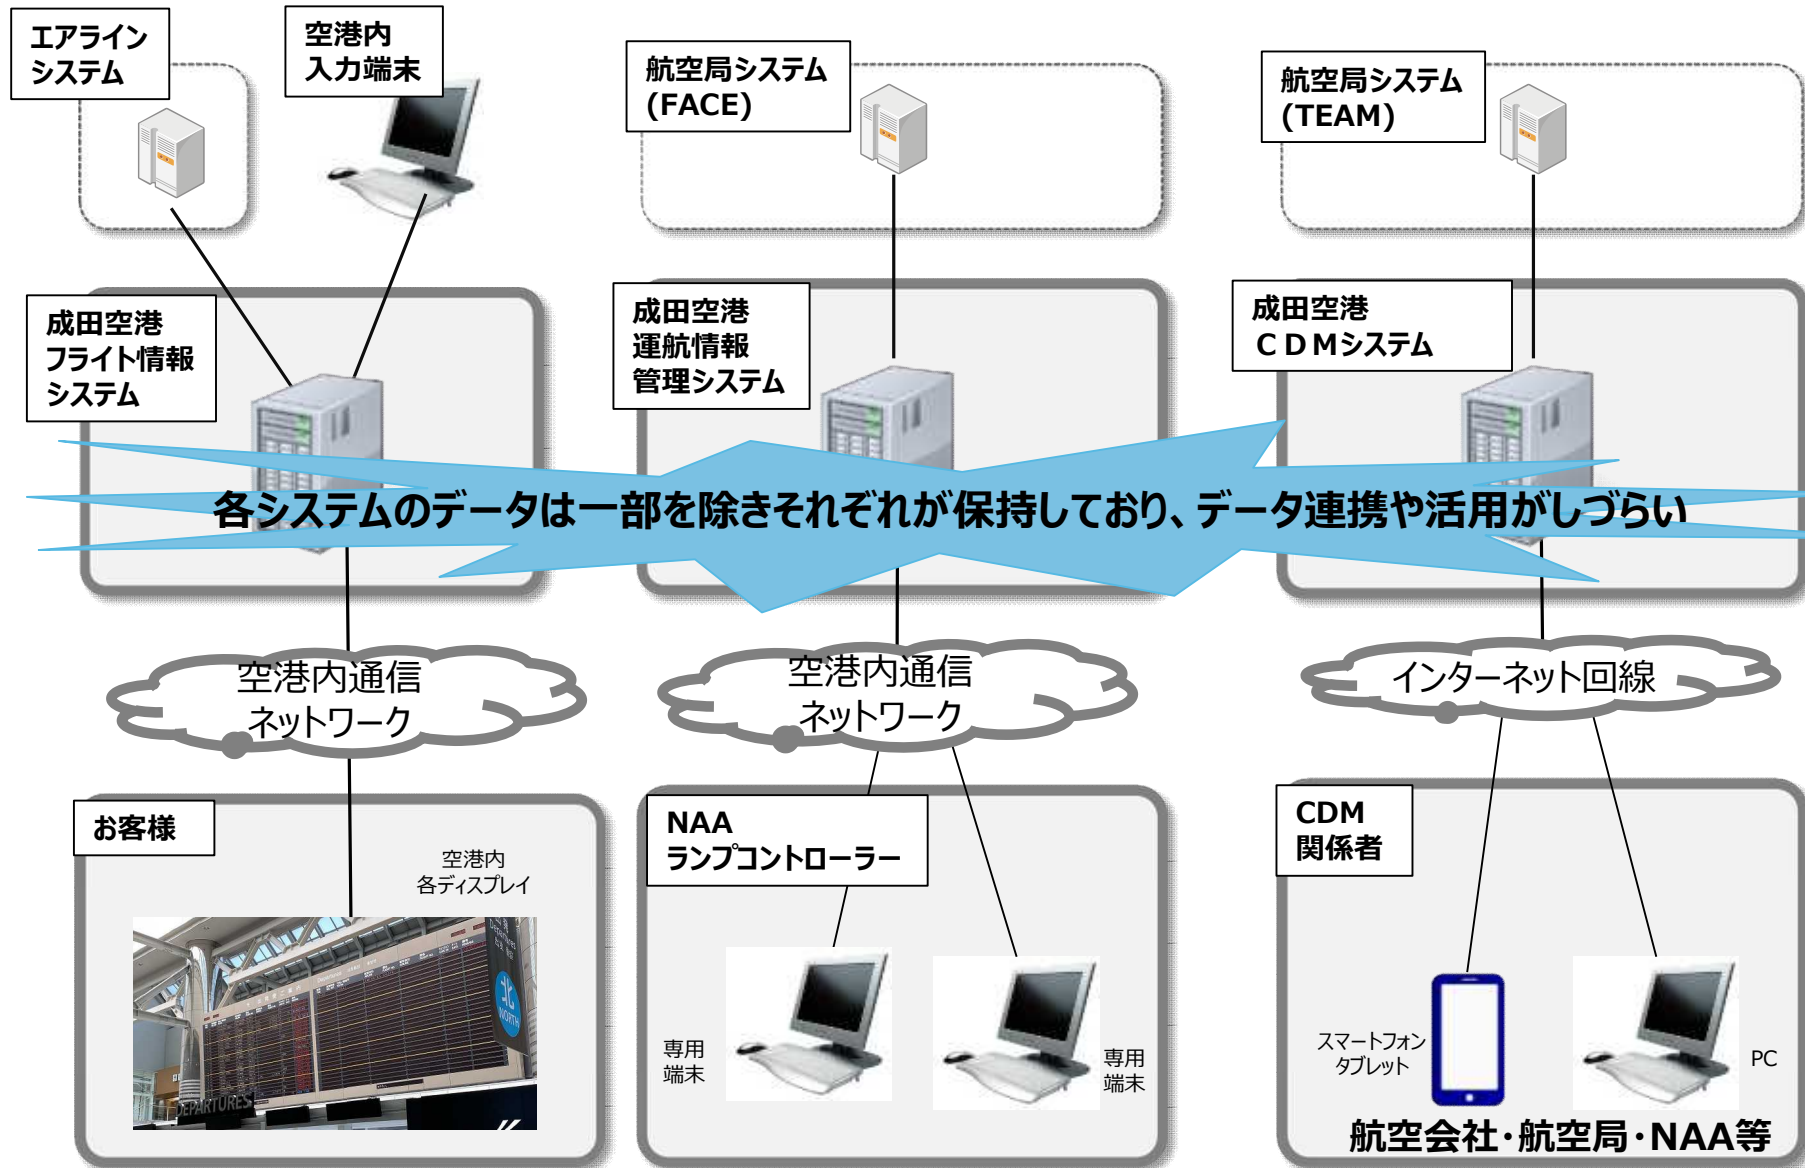 エアライン
システム
空港内
入力端末
航空局システム
(FACE)
航空局システム
(TEAM)
成田空港
フライト情報
システム
成田空港
運航情報
管理システム
成田空港
ＣＤＭシステム
各システムのデータは一部を除きそれぞれが保持しており、データ連携や活用がしづらい
空港内通信
ネットワーク
空港内通信
ネットワーク
インターネット回線
お客様
空港内
各ディスプレイ
Departures
北
NORTH
DEPARTURES
NAA
ランプコントローラー
専用
端末
専用
端末
CDM
関係者
スマートフォン
タブレット
PC
航空会社・航空局・NAA等